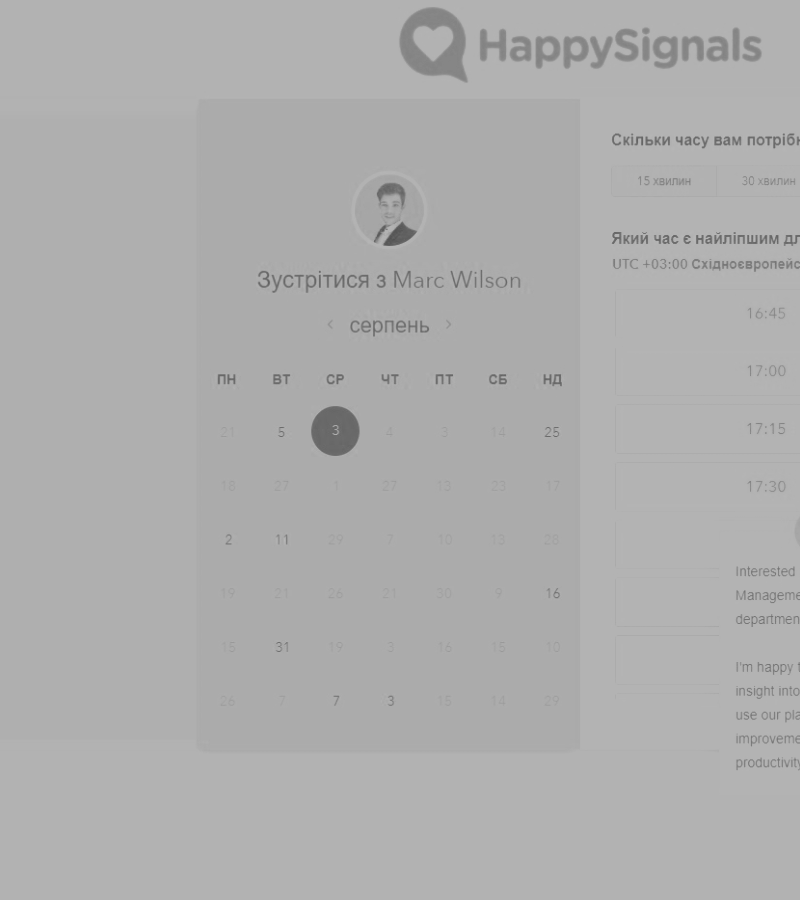 HappySignals
Зустрітися з Marc Wilson
серпень
ПН ВТ СР ЧТ ПТ СБ НД
21 5 3 4 3 14 25
18 27 1 27 12 23 17
2 11 29 7 10 13 28
19 21 26 21 30 9 16
15 31 19 3 16 15 10
26 7 7 3 15 14 29
Скільки часу вам потрібн
15 хвилин 30 хвилин
Який час є найліпшим дл
UTC +03:00 Східноєвропейс
16:45
17:00
17:15
17:30
Interested
Manageme
departmen
I'm happy t
insight into
use our pla
improveme
productivity